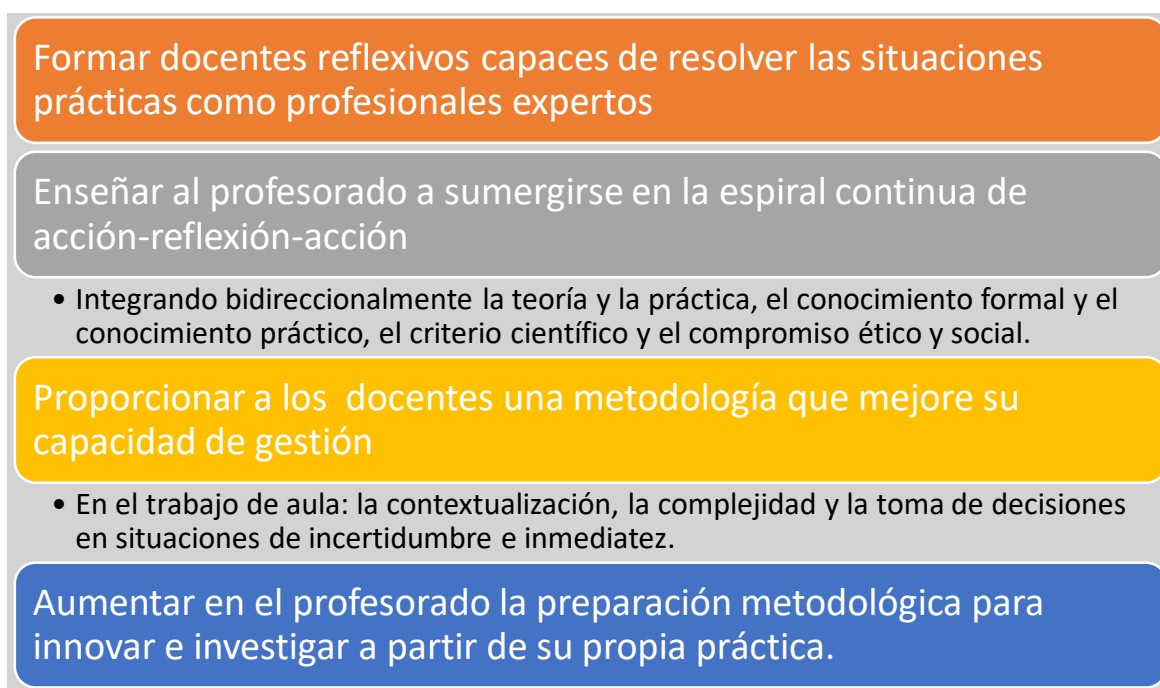 Formar docentes reflexivos capaces de resolver las situaciones
prácticas como profesionales expertos
Enseñar al profesorado a sumergirse en la espiral continua de
acción-reflexión-acción
• Integrando bidireccionalmente la teoría y la práctica, el conocimiento formal y el
conocimiento práctico, el criterio científico y el compromiso ético y social.
Proporcionar a los  docentes una metodología que mejore su
capacidad de gestión
• En el trabajo de aula: la contextualización, la complejidad y la toma de decisiones
en situaciones de incertidumbre e inmediatez.
Aumentar en el profesorado la preparación metodológica para
innovar e investigar a partir de su propia práctica.